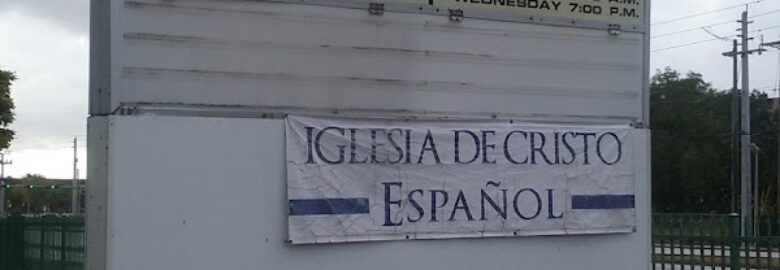 WEDNESDAY 7:00 P.M.
IGLESIA DE CRISTO
ESPAÑOL